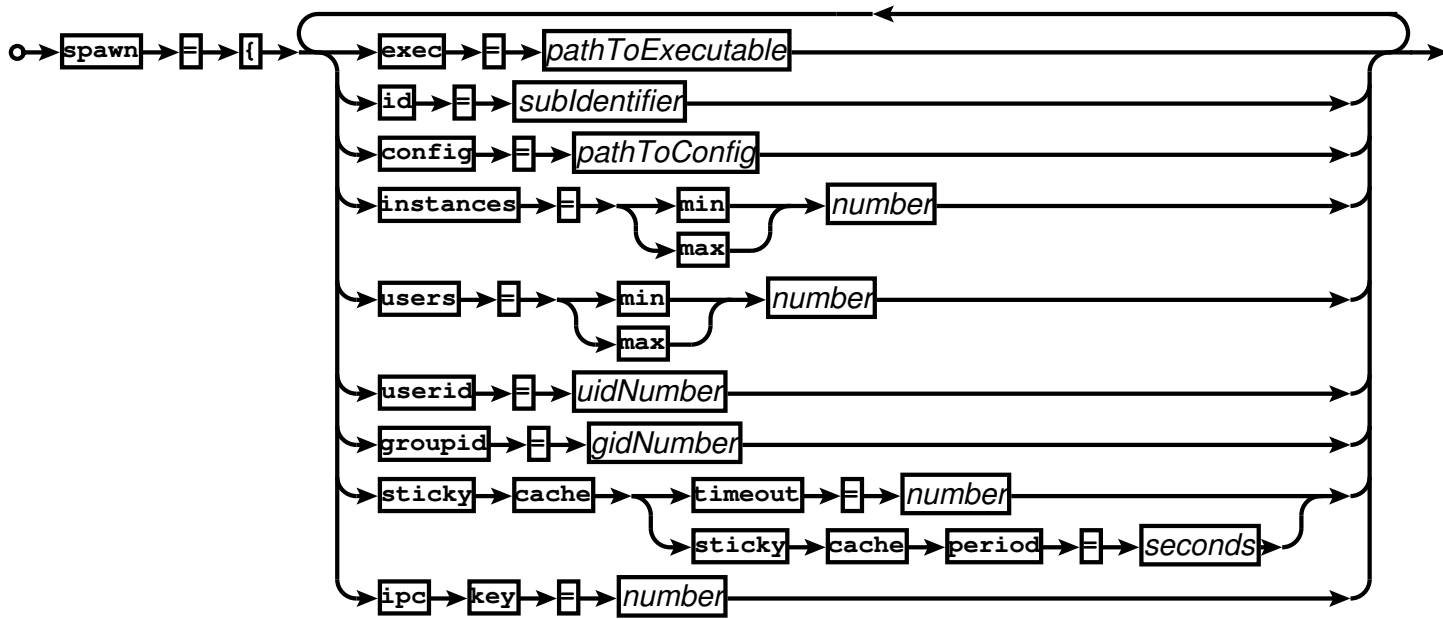 spawn = { exec = pathToExecutable
id = subIdentifier
config = pathToConfig
instances = min number
max
users = min number
max
userid = uidNumber
groupid = gidNumber
sticky cache timeout = number
sticky cache period = seconds
ipc key = number